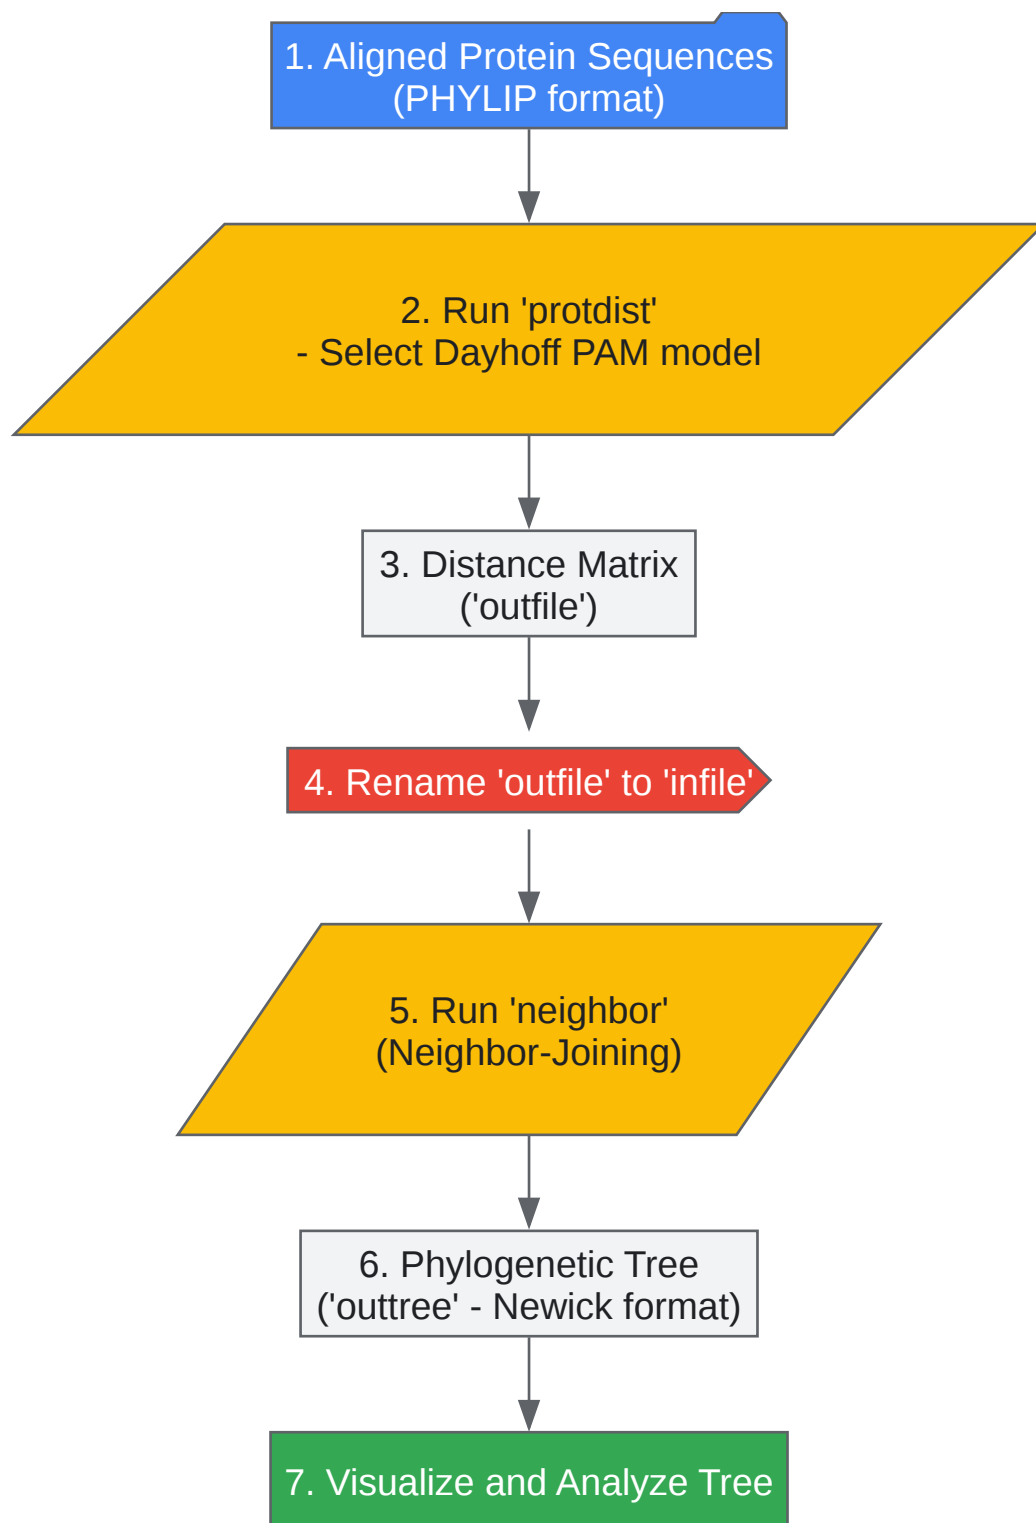 1. Aligned Protein Sequences
(PHYLIP format)
2. Run 'protdist'
- Select Dayhoff PAM model
3. Distance Matrix
('outfile')
4. Rename 'outfile' to 'infile'
5. Run 'neighbor'
(Neighbor-Joining)
6. Phylogenetic Tree
('outtree' - Newick format)
7. Visualize and Analyze Tree